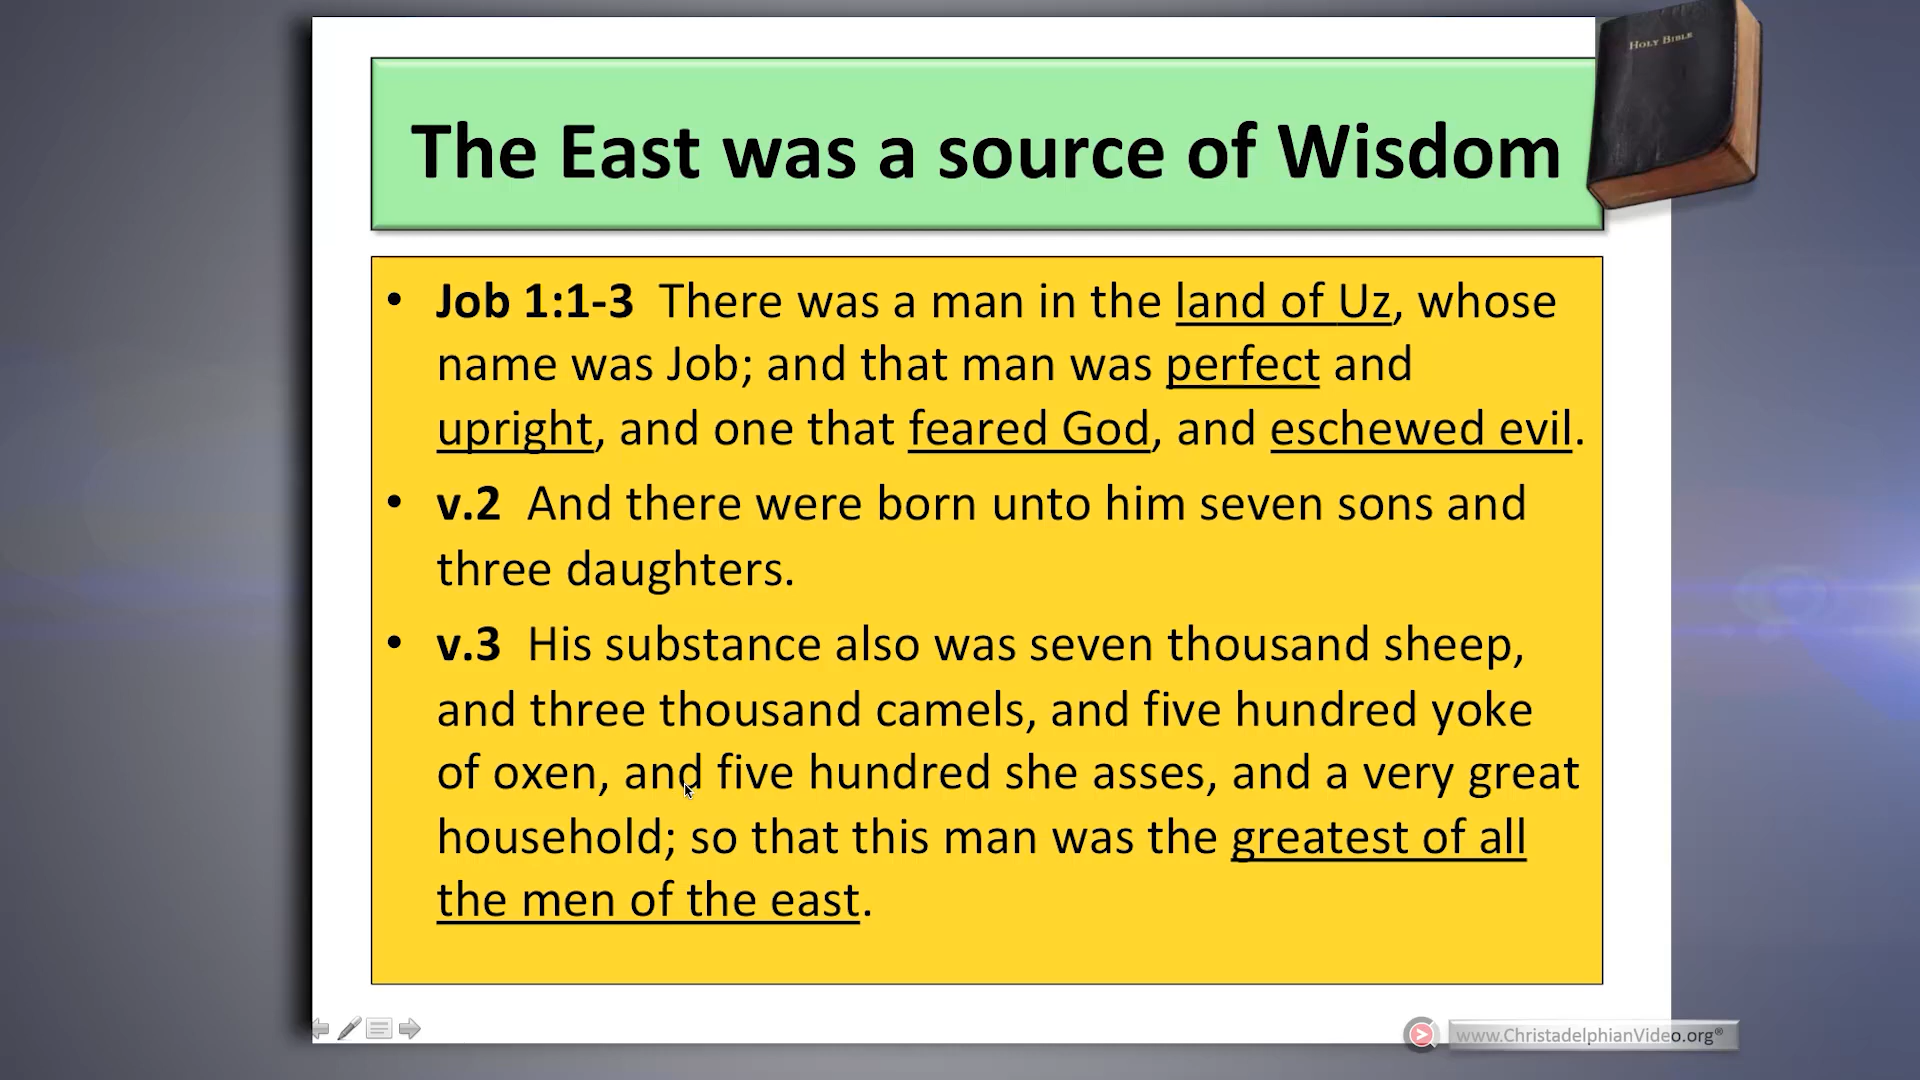 HOLY BIBLE
The East was a source of Wisdom
• Job 1:1-3 There was a man in the land of Uz, whose
name was Job; and that man was perfect and
upright, and one that feared God, and eschewed evil.
• v.2 And there were born unto him seven sons and
three daughters.
• v.3 His substance also was seven thousand sheep,
and three thousand camels, and five hundred yoke
of oxen, and five hundred she asses, and a very great
household; so that this man was the greatest of all
the men of the east.
www.ChristadelphianVideo.org®